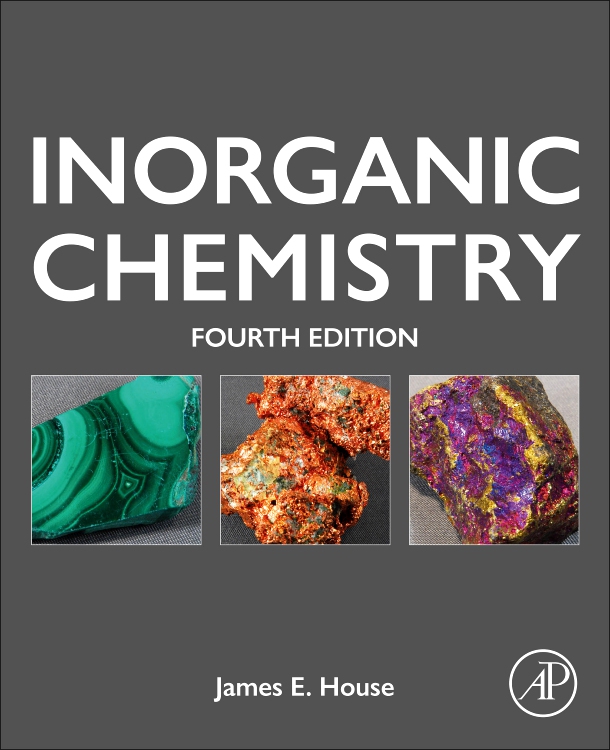 INORGANIC
CHEMISTRY
FOURTH EDITION
James E. House
AP